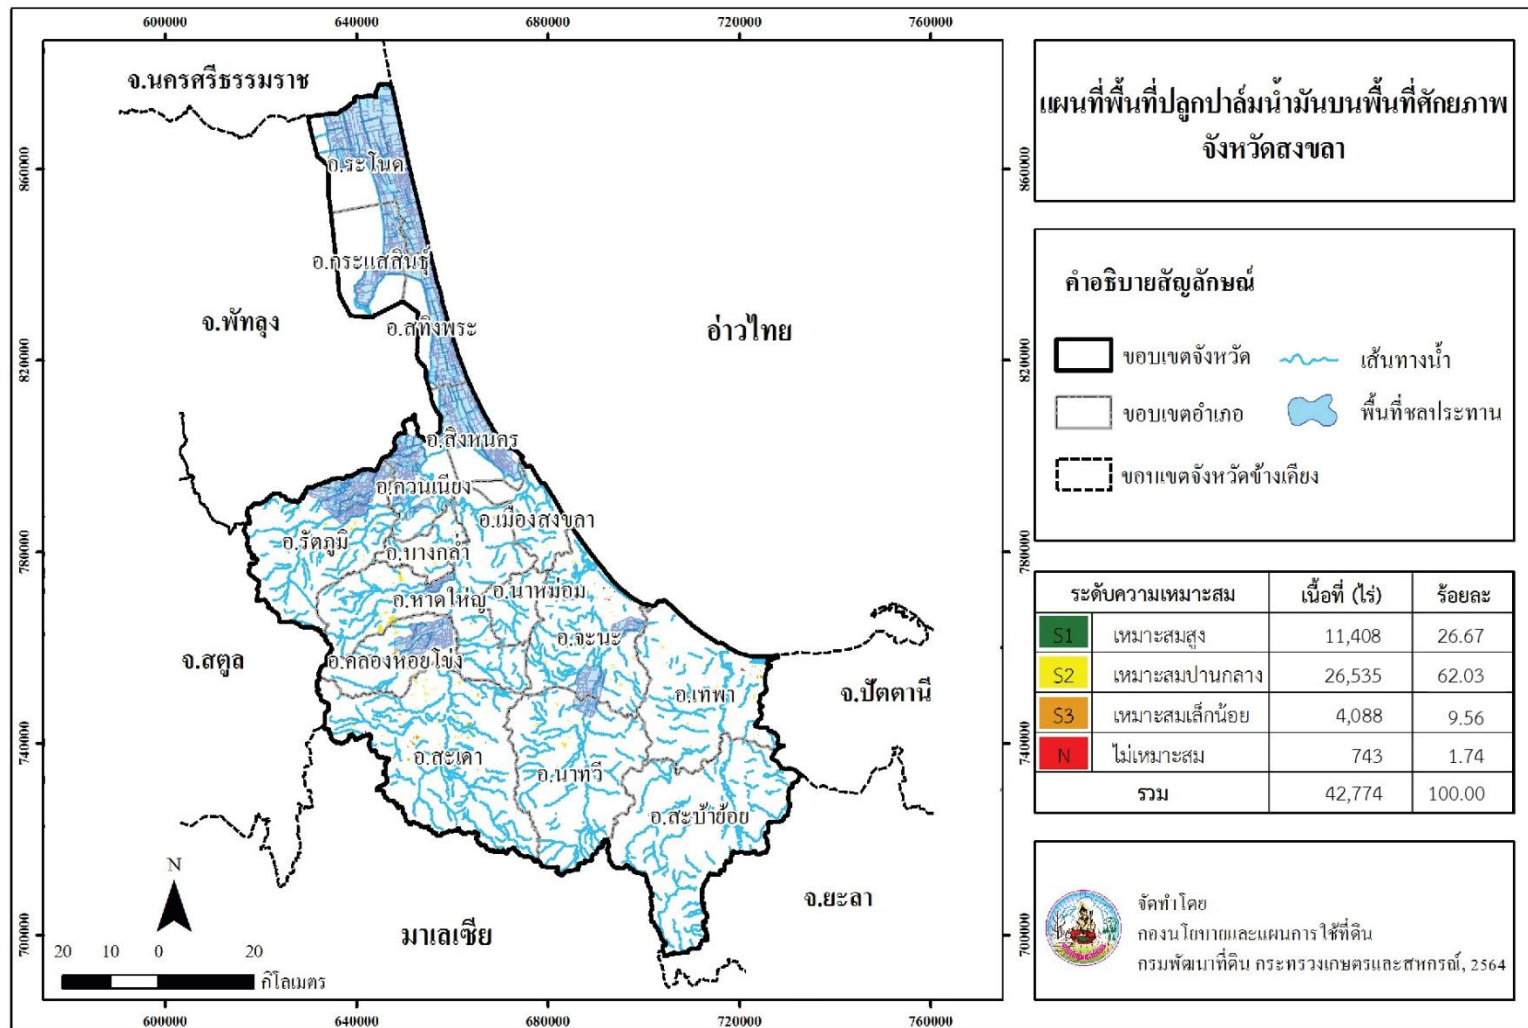 600000 640000 680000 720000 760000
แผนที่พื้นที่ปลูกปาล์มน้ำมันบนพื้นที่ศักยภาพ
จังหวัดสงขลา
จ.นครศรีธรรมราช
อ.ระโนด
860000 860000
อ.กระแสสินธุ์
จ.พัทลุง
อ.สทิงพระ
อ่าวไทย
820000 820000
อ.สิงหนคร
อ.ควนเนียง
อ.เมืองสงขลา
อ.รัตภูมิ
อ.บางกล่ำ
780000 780000
อ.หาดใหญ่
อ.นาหม่อม
อ.จะนะ
จ.สตูล
อ.คลองหอยโข่ง
อ.เทพา
จ.ปัตตานี
740000 740000
อ.สะเดา
อ.นาทวี
อ.สะบ้าย้อย
จ.ยะลา
มาเลเซีย
700000 700000
N
20 10 0 20
กิโลเมตร
600000 640000 680000 720000 760000
คำอธิบายสัญลักษณ์
ขอบเขตจังหวัด เส้นทางน้ำ
ขอบเขตอำเภอ พื้นที่ชลประทาน
ขอบเขตจังหวัดข้างเคียง
ระดับความเหมาะสม เนื้อที่ (ไร่) ร้อยละ
S1 เหมาะสมสูง 11,408 26.67
S2 เหมาะสมปานกลาง 26,535 62.03
S3 เหมาะสมเล็กน้อย 4,088 9.56
N ไม่เหมาะสม 743 1.74
รวม 42,774 100.00
จัดทำโดย
กองนโยบายและแผนการใช้ที่ดิน
กรมพัฒนาที่ดิน กระทรวงเกษตรและสหกรณ์, 2564